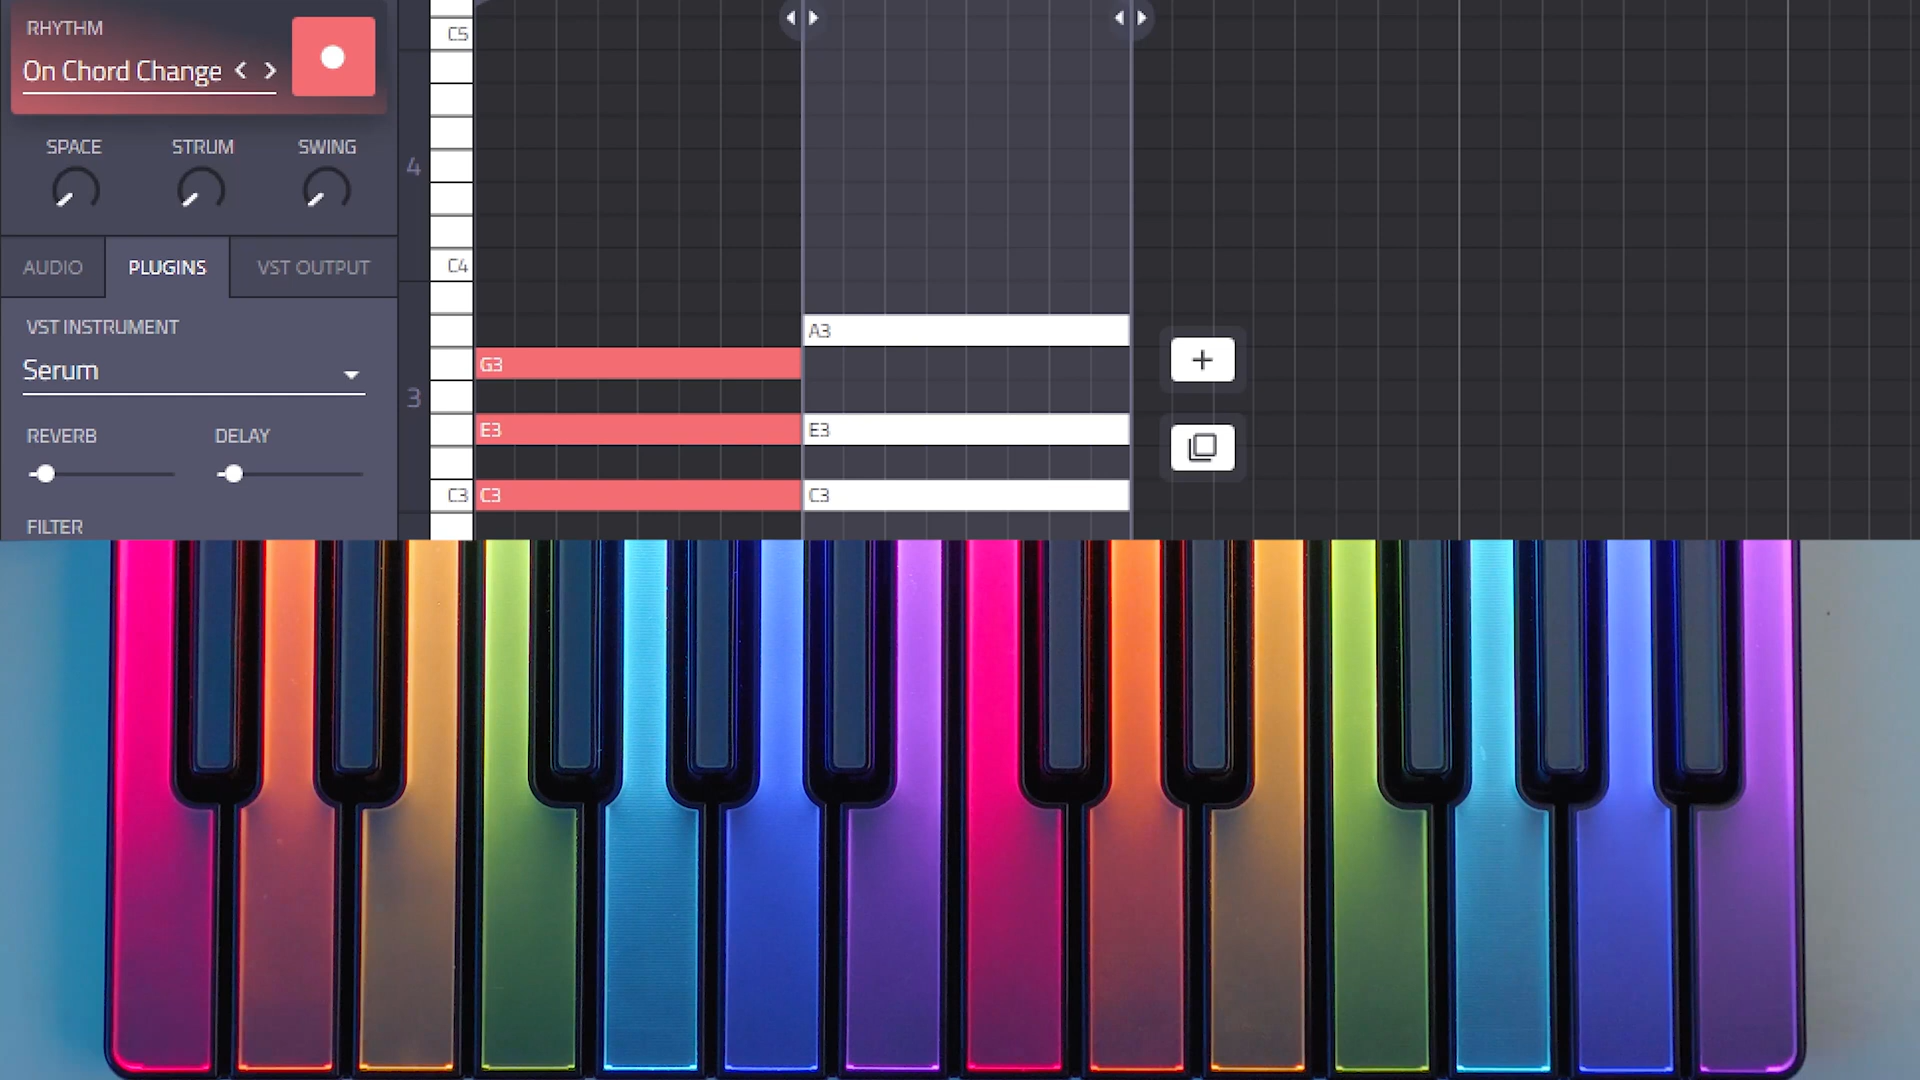 RHYTHM
On Chord Change
SPACE STRUM SWING
AUDIO PLUGINS VST OUTPUT
VST INSTRUMENT
Serum
REVERB DELAY
FILTER
C5
4
C4
3
C3
G3
E3
C3
A3
E3
C3